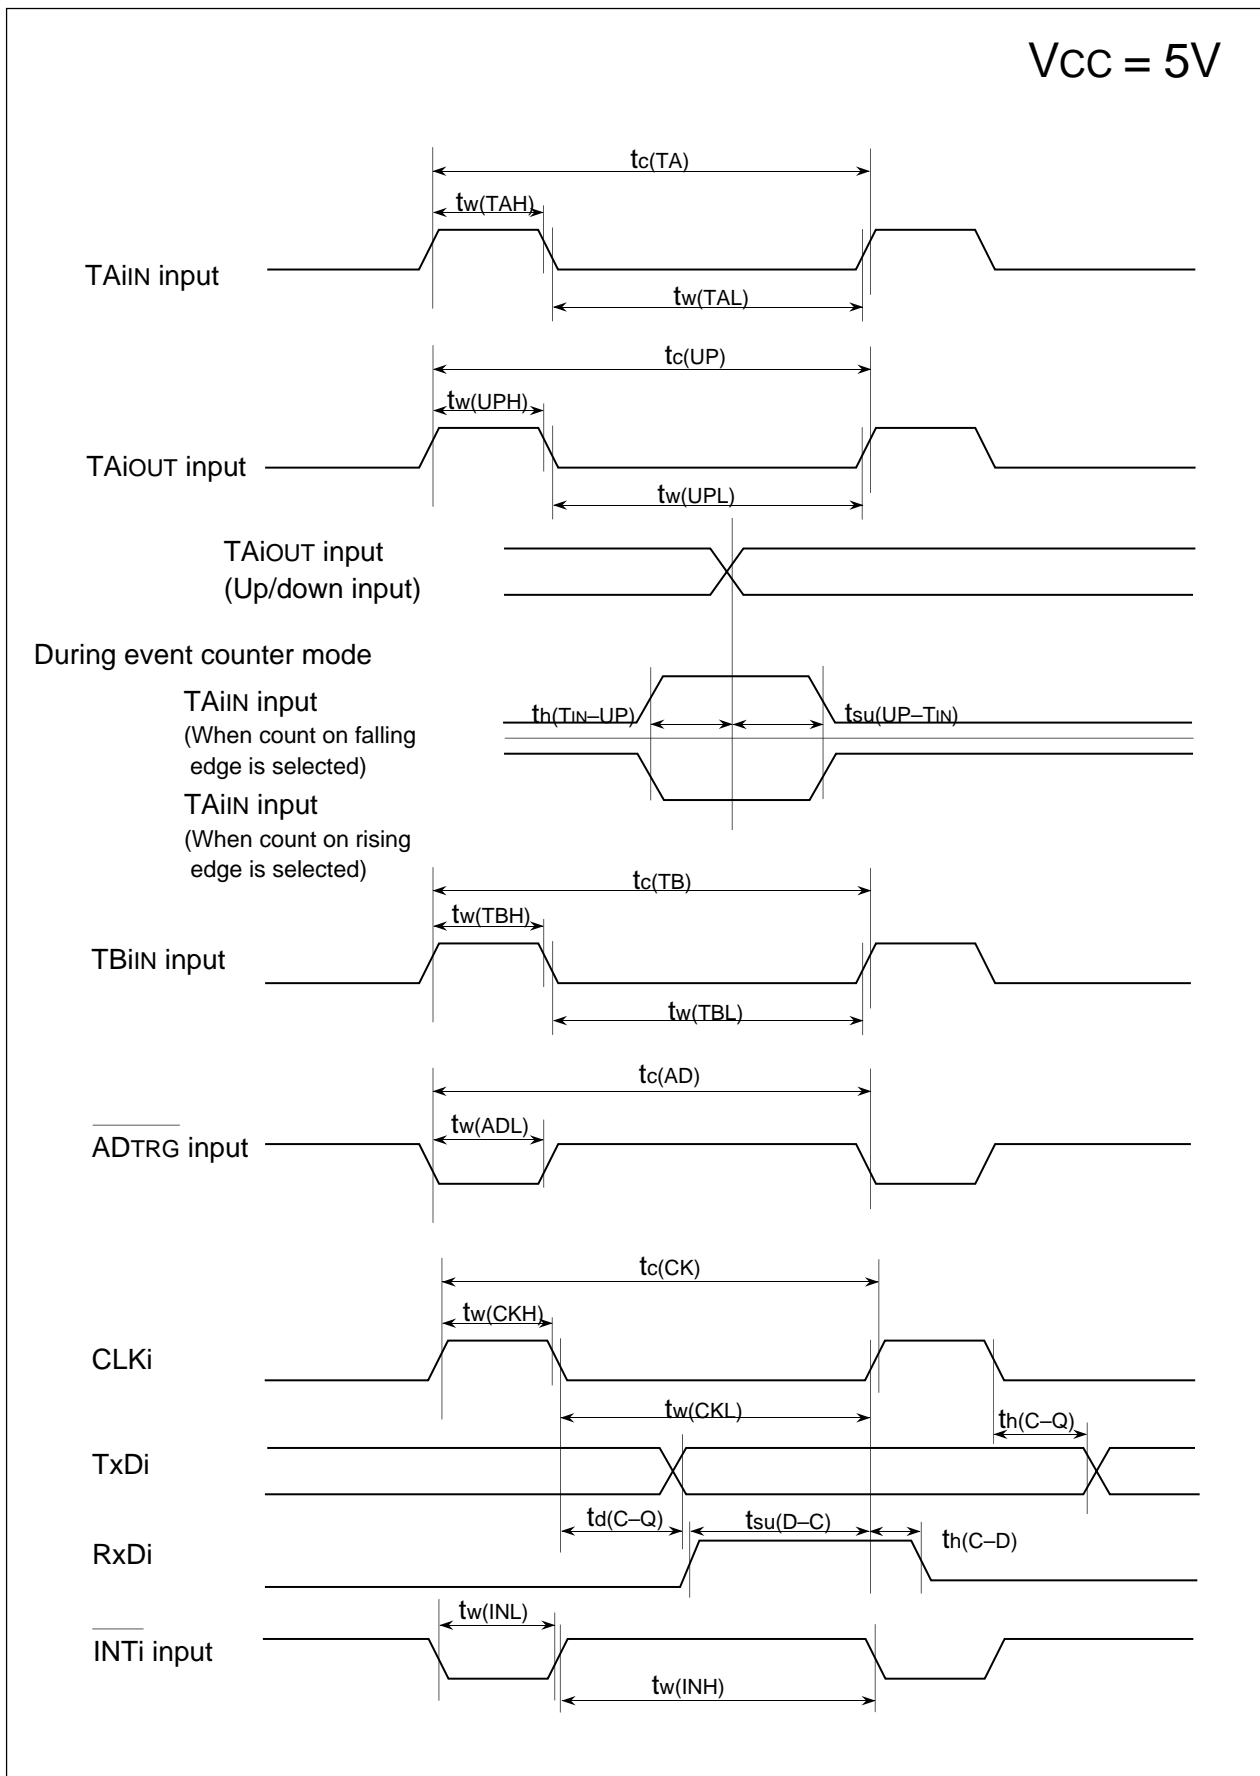 VCC = 5V
tc(TA)
tw(TAH)
TAiIN input
tw(TAL)
tc(UP)
tw(UPH)
TAiOUT input
tw(UPL)
TAiOUT input
(Up/down input)
During event counter mode
TAiIN input
(When count on falling
edge is selected)
th(TIN–UP)
tsu(UP–TIN)
TAiIN input
(When count on rising
edge is selected)
tc(TB)
tw(TBH)
TBiIN input
tw(TBL)
tc(AD)
tw(ADL)
ADTRG input
tc(CK)
tw(CKH)
CLKi
tw(CKL)
th(C–Q)
TxDi
td(C–Q)
tsu(D–C)
th(C–D)
RxDi
tw(INL)
INTi input
tw(INH)